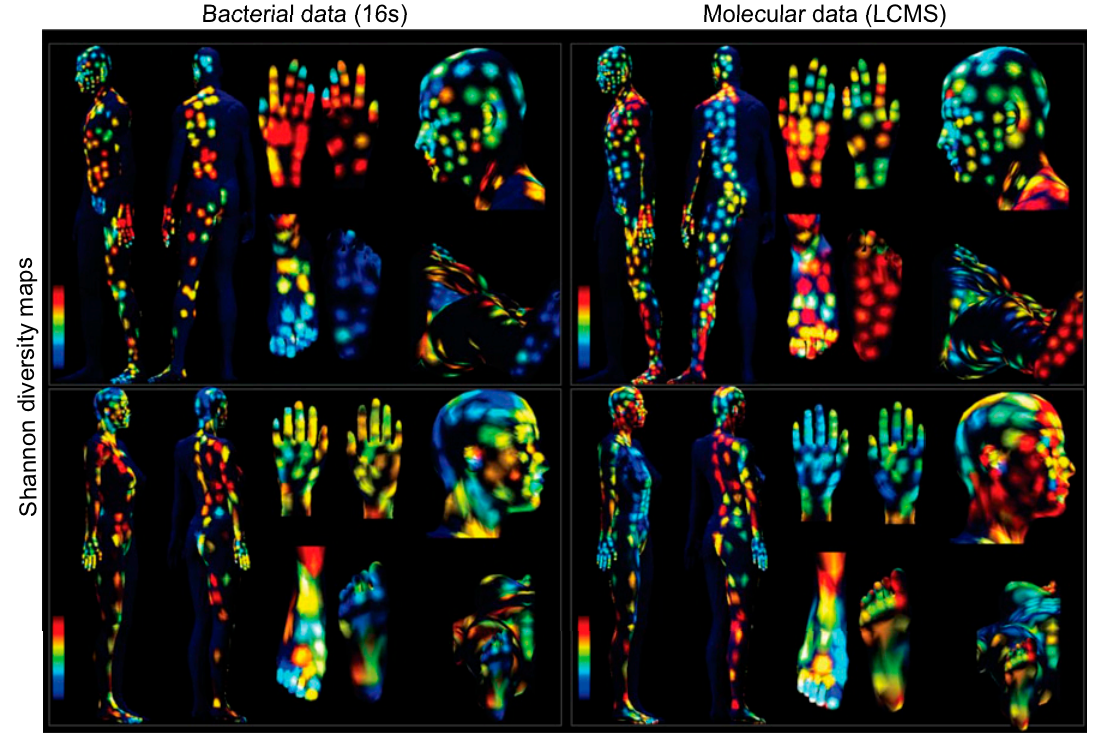 Bacterial data (16s)
Molecular data (LCMS)
Shannon diversity maps